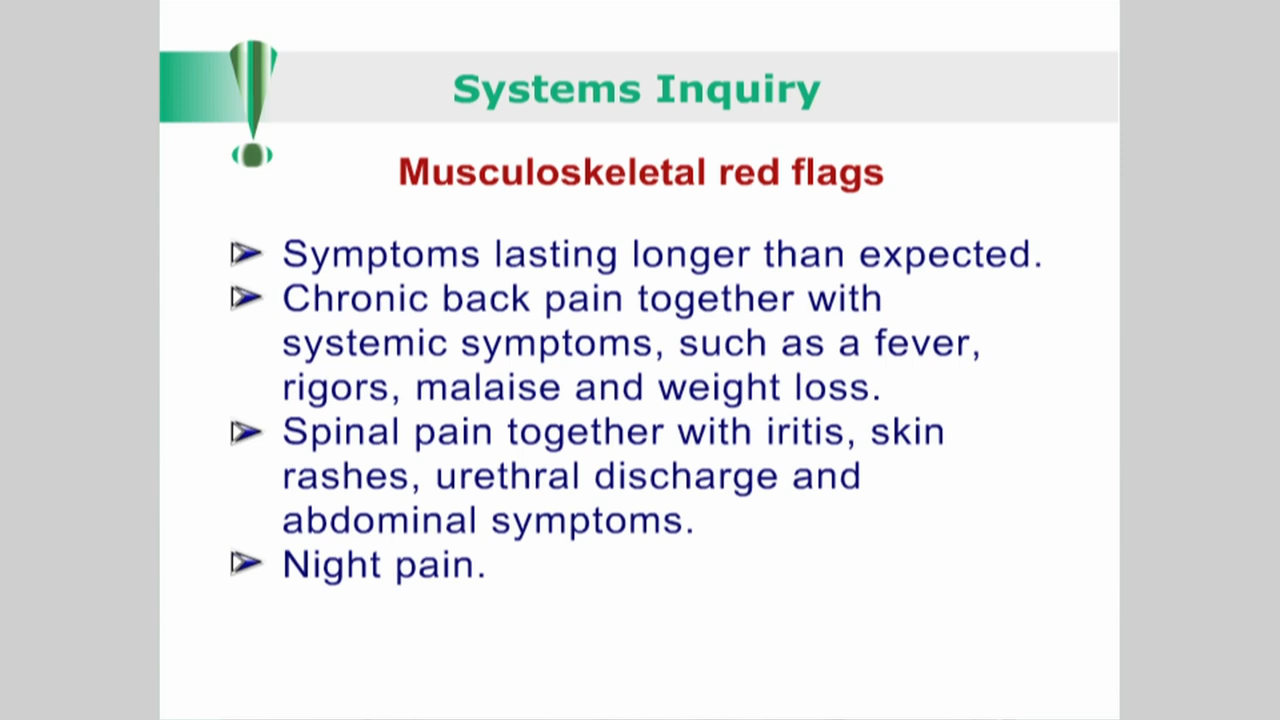 Systems Inquiry
Musculoskeletal red flags
Symptoms lasting longer than expected.
Chronic back pain together with
systemic symptoms, such as a fever,
rigors, malaise and weight loss.
Spinal pain together with iritis, skin
rashes, urethral discharge and
abdominal symptoms.
Night pain.